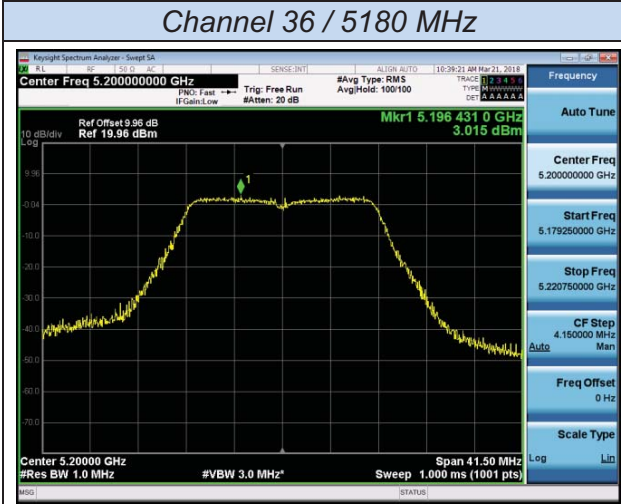 Channel 36 / 5180 MHz
Keysight Spectrum Analyzer - Swept SA
RL RF 50 Ω AC SENSE:INT ALIGN AUTO 10:39:21 AM Mar 21, 2018
Center Freq 5.200000000 GHz
PNO: Fast
IFGain:Low
Trig: Free Run
#Atten: 20 dB
#Avg Type: RMS
Avg|Hold: 100/100
TRACE 1 2 3 4 5 6
TYPE M WWWWW
DET A A A A A A
Ref Offset 9.96 dB
10 dB/div Ref 19.96 dBm
Log
Mkr1 5.196 431 0 GHz
3.015 dBm
9.96
-0.04
-10.0
-20.0
-30.0
-40.0
-50.0
-60.0
-70.0
1
Center 5.20000 GHz Span 41.50 MHz
#Res BW 1.0 MHz #VBW 3.0 MHz* Sweep 1.000 ms (1001 pts)
MSG STATUS
Frequency
Auto Tune
Center Freq
5.200000000 GHz
Start Freq
5.179250000 GHz
Stop Freq
5.220750000 GHz
CF Step
4.150000 MHz
Auto Man
Freq Offset
0 Hz
Scale Type
Log Lin